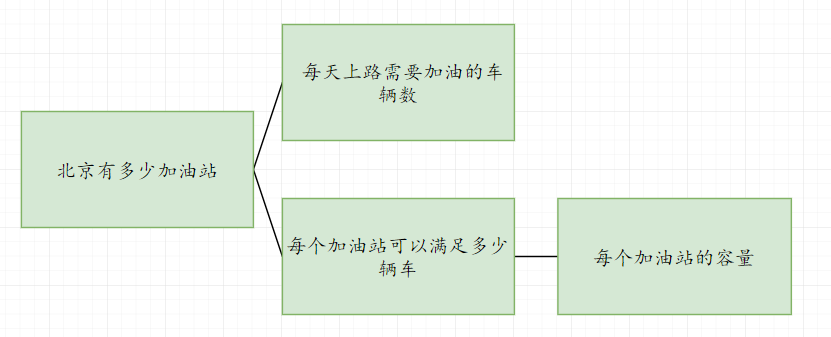 每天上路需要加油的车
辆数
北京有多少加油站
每个加油站可以满足多少
辆车
每个加油站的容量